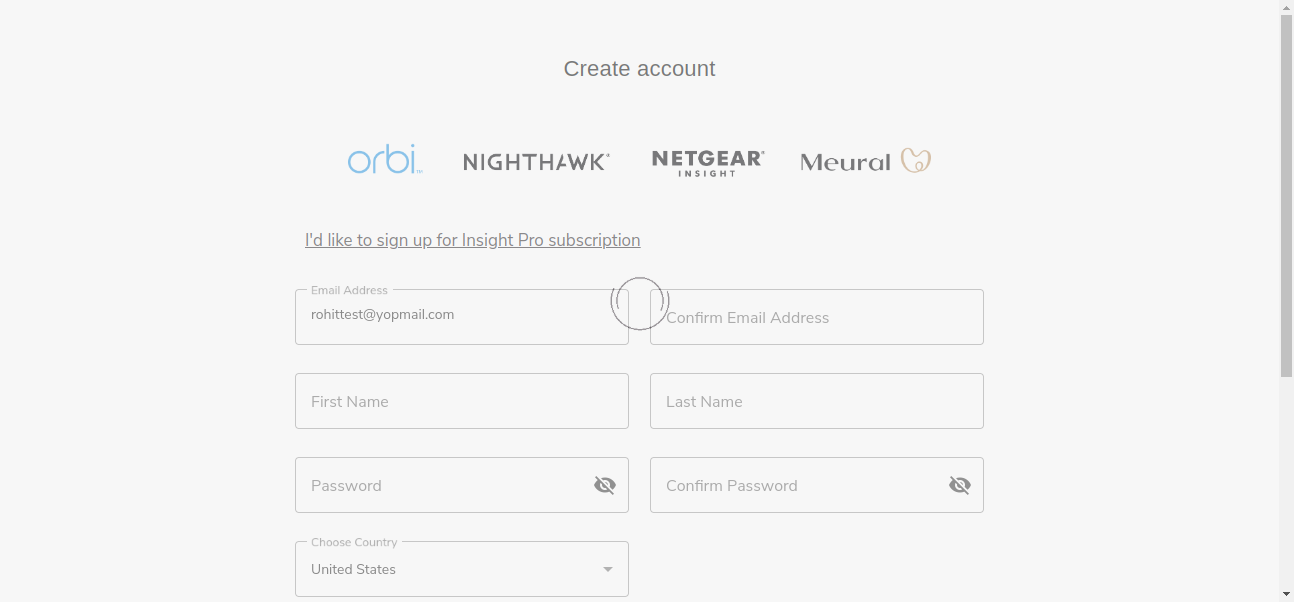 Create account
orbi™
NIGHTHAWK®
NETGEAR®
INSIGHT
Meural
I'd like to sign up for Insight Pro subscription
Email Address
rohittest@yopmail.com
Confirm Email Address
First Name
Last Name
Password
Confirm Password
Choose Country
United States